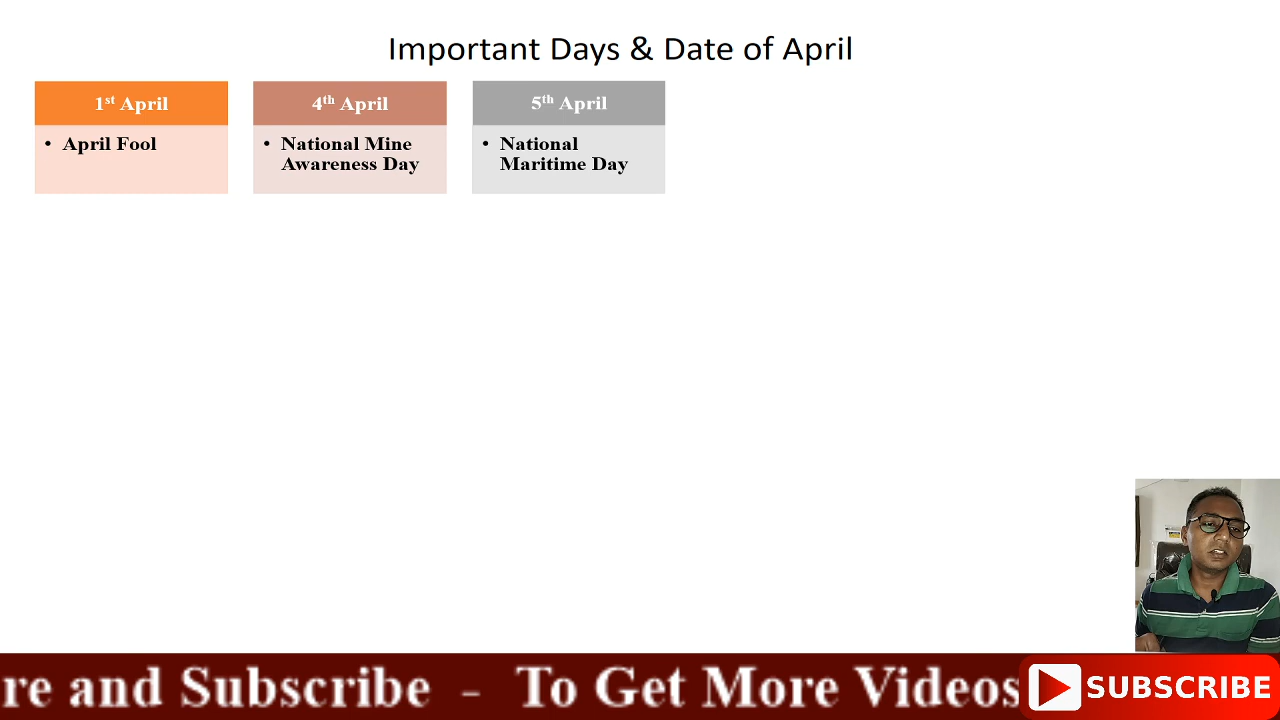 Important Days & Date of April
1st April
• April Fool
4th April
• National Mine
Awareness Day
5th April
• National
Maritime Day
re and Subscribe - To Get More Videos
SUBSCRIBE